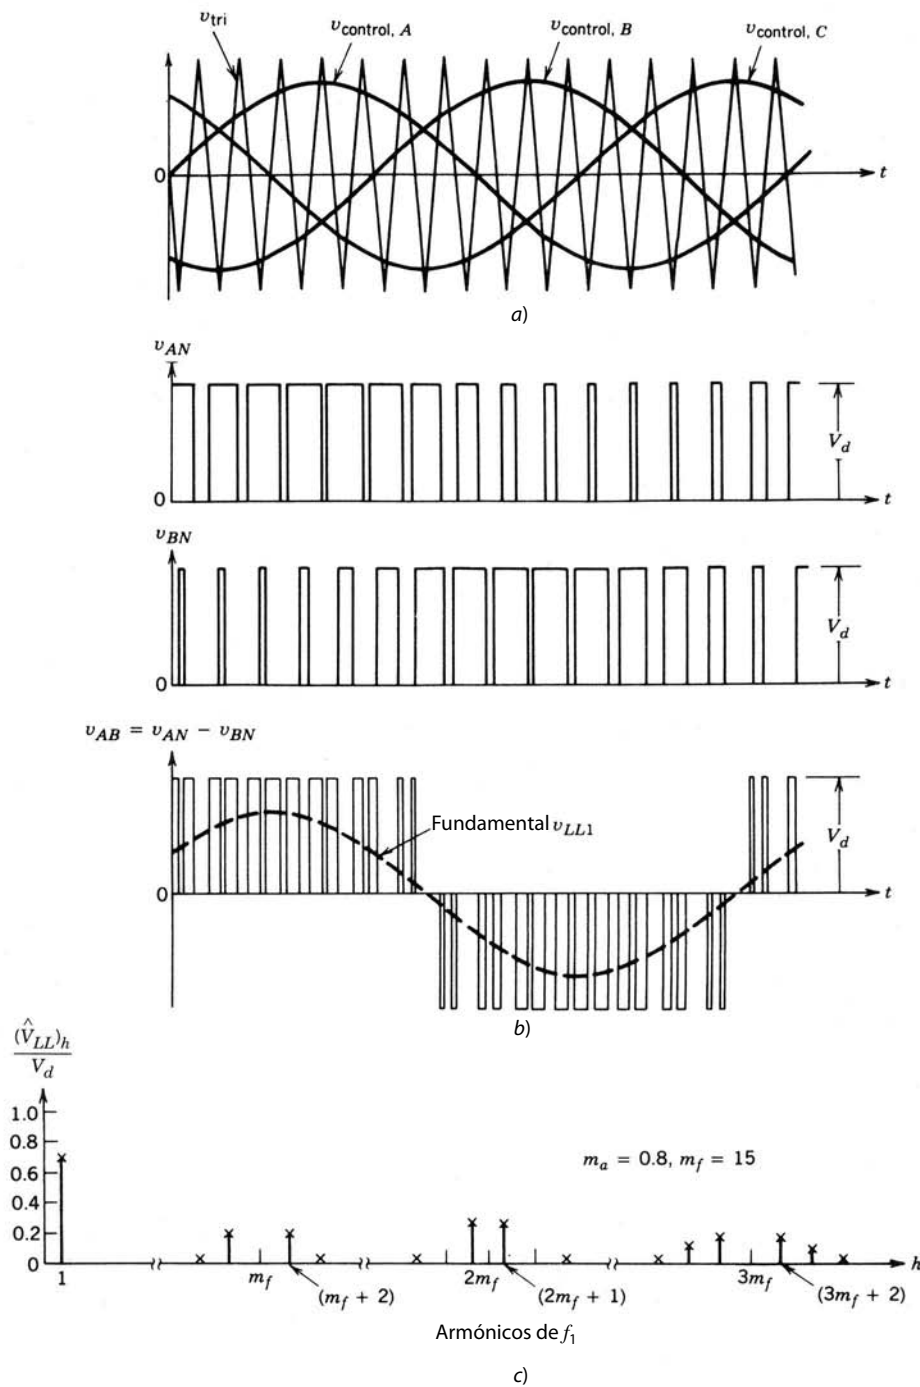 v_tri
v_control, A
v_control, B
v_control, C
0
t
a)
v_AN
V_d
0
t
v_BN
V_d
0
t
v_AB = v_AN − v_BN
Fundamental v_LL1
V_d
0
t
b)
(V̂_LL)_h
V_d
1.0
0.8
0.6
0.4
0.2
0
m_a = 0.8, m_f = 15
1
m_f
(m_f + 2)
2m_f
(2m_f + 1)
3m_f
(3m_f + 2)
h
Armónicos de f_1
c)